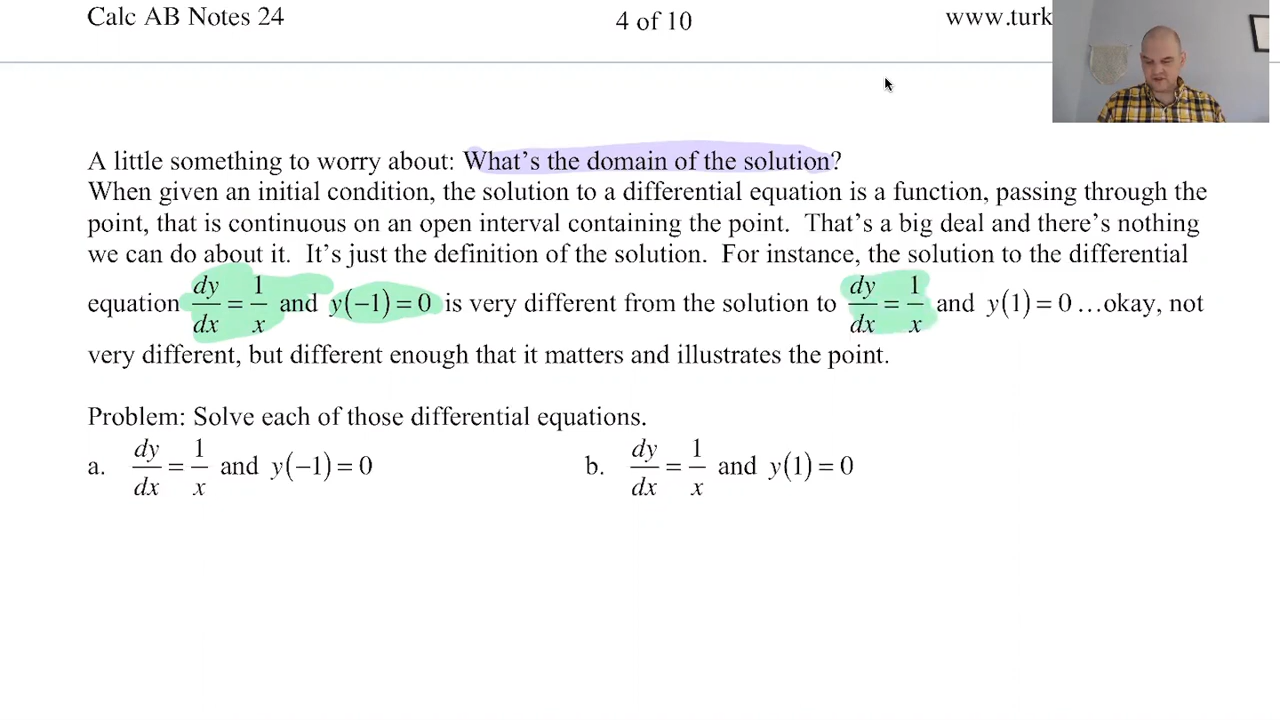 Calc AB Notes 24 4 of 10 www.turk
A little something to worry about: What's the domain of the solution?
When given an initial condition, the solution to a differential equation is a function, passing through the
point, that is continuous on an open interval containing the point. That's a big deal and there's nothing
we can do about it. It's just the definition of the solution. For instance, the solution to the differential
equation dy/dx = 1/x and y(−1) = 0 is very different from the solution to dy/dx = 1/x and y(1) = 0 …okay, not
very different, but different enough that it matters and illustrates the point.
Problem: Solve each of those differential equations.
a. dy/dx = 1/x and y(−1) = 0 b. dy/dx = 1/x and y(1) = 0